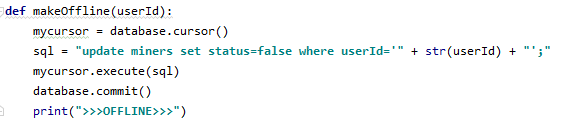 def makeOffline(userId):
    mycursor = database.cursor()
    sql = "update miners set status=false where userId='" + str(userId) + "';"
    mycursor.execute(sql)
    database.commit()
    print(">>>OFFLINE>>>")